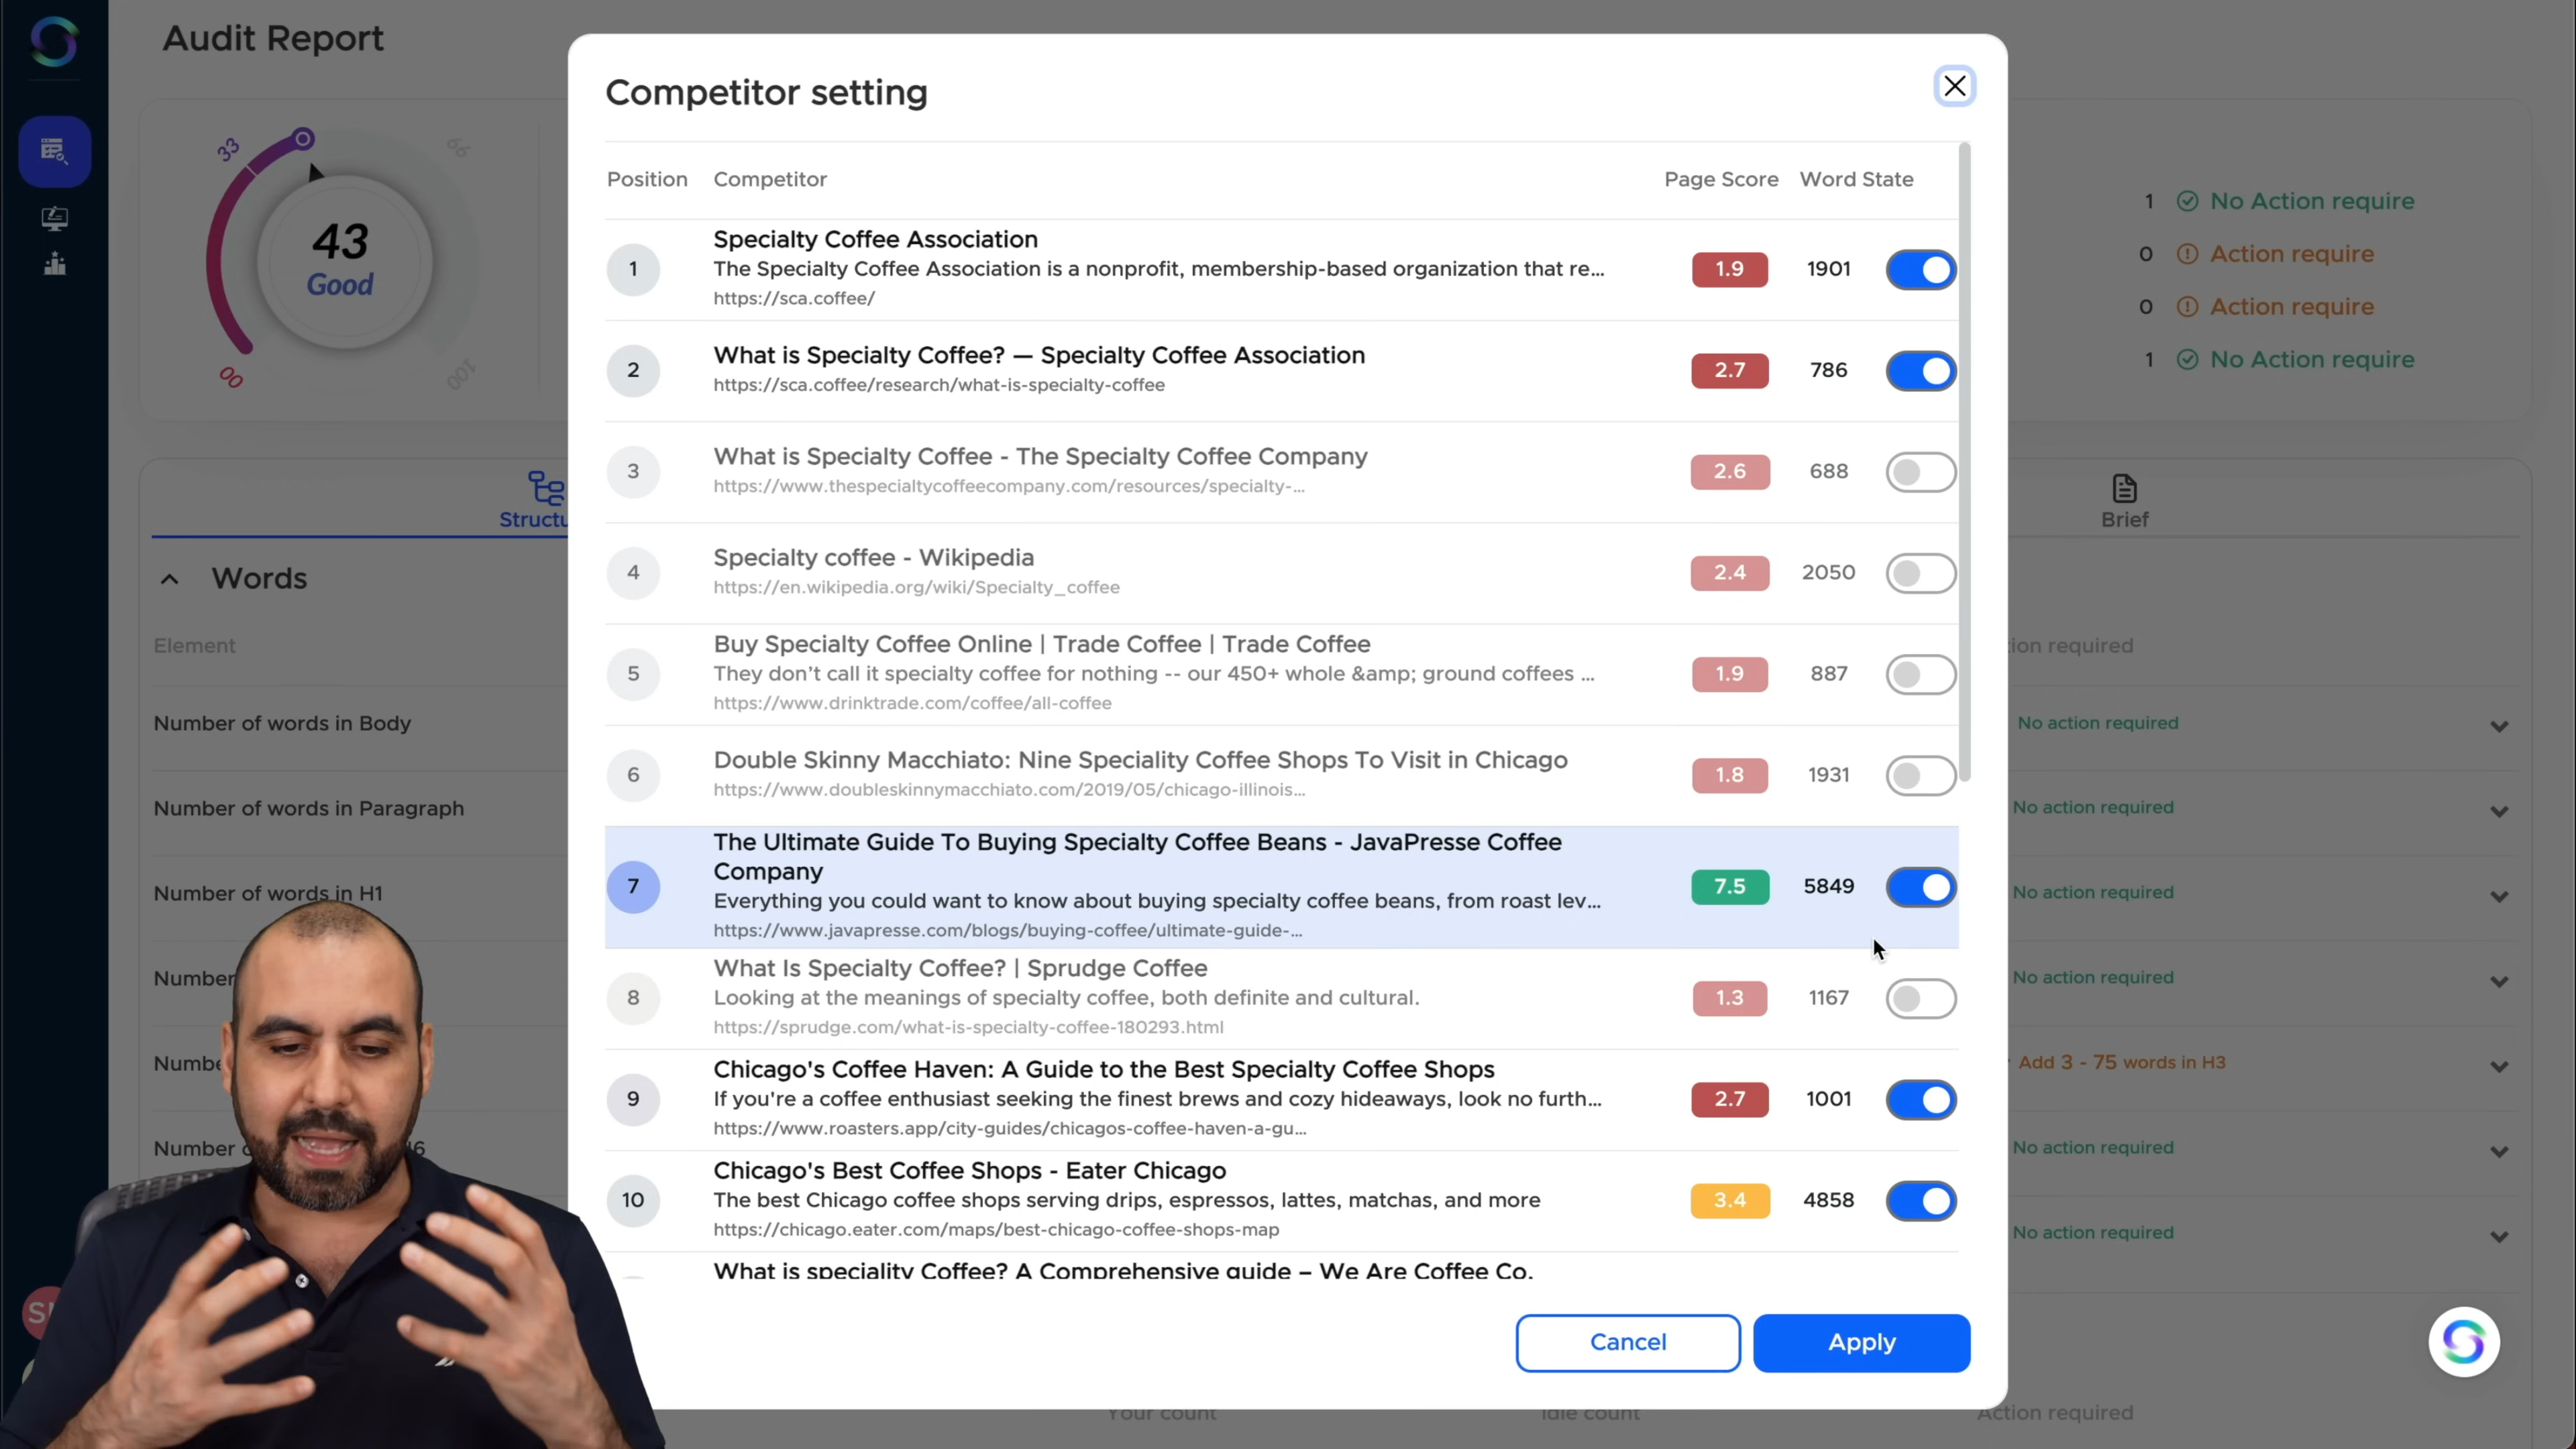 Audit Report
33
66
43
Good
00
100
1 No Action require
0 Action require
0 Action require
1 No Action require
Structu
Brief
Words
Element
ion required
Number of words in Body
No action required
Number of words in Paragraph
No action required
Number of words in H1
No action required
Number
No action required
Numbe
Add 3 - 75 words in H3
Number o
6
No action required
No action required
Your count
Idle count
Action required
Competitor setting
Position Competitor Page Score Word State
1
Specialty Coffee Association
The Specialty Coffee Association is a nonprofit, membership-based organization that re...
https://sca.coffee/
1.9 1901
2
What is Specialty Coffee? — Specialty Coffee Association
https://sca.coffee/research/what-is-specialty-coffee
2.7 786
3
What is Specialty Coffee - The Specialty Coffee Company
https://www.thespecialtycoffeecompany.com/resources/specialty-...
2.6 688
4
Specialty coffee - Wikipedia
https://en.wikipedia.org/wiki/Specialty_coffee
2.4 2050
5
Buy Specialty Coffee Online | Trade Coffee | Trade Coffee
They don’t call it specialty coffee for nothing -- our 450+ whole &amp; ground coffees ...
https://www.drinktrade.com/coffee/all-coffee
1.9 887
6
Double Skinny Macchiato: Nine Speciality Coffee Shops To Visit in Chicago
https://www.doubleskinnymacchiato.com/2019/05/chicago-illinois...
1.8 1931
7
The Ultimate Guide To Buying Specialty Coffee Beans - JavaPresse Coffee
Company
Everything you could want to know about buying specialty coffee beans, from roast lev...
https://www.javapresse.com/blogs/buying-coffee/ultimate-guide-...
7.5 5849
8
What Is Specialty Coffee? | Sprudge Coffee
Looking at the meanings of specialty coffee, both definite and cultural.
https://sprudge.com/what-is-specialty-coffee-180293.html
1.3 1167
9
Chicago's Coffee Haven: A Guide to the Best Specialty Coffee Shops
If you're a coffee enthusiast seeking the finest brews and cozy hideaways, look no furth...
https://www.roasters.app/city-guides/chicagos-coffee-haven-a-gu...
2.7 1001
10
Chicago's Best Coffee Shops - Eater Chicago
The best Chicago coffee shops serving drips, espressos, lattes, matchas, and more
https://chicago.eater.com/maps/best-chicago-coffee-shops-map
3.4 4858
What is speciality Coffee? A Comprehensive guide – We Are Coffee Co.
Cancel
Apply